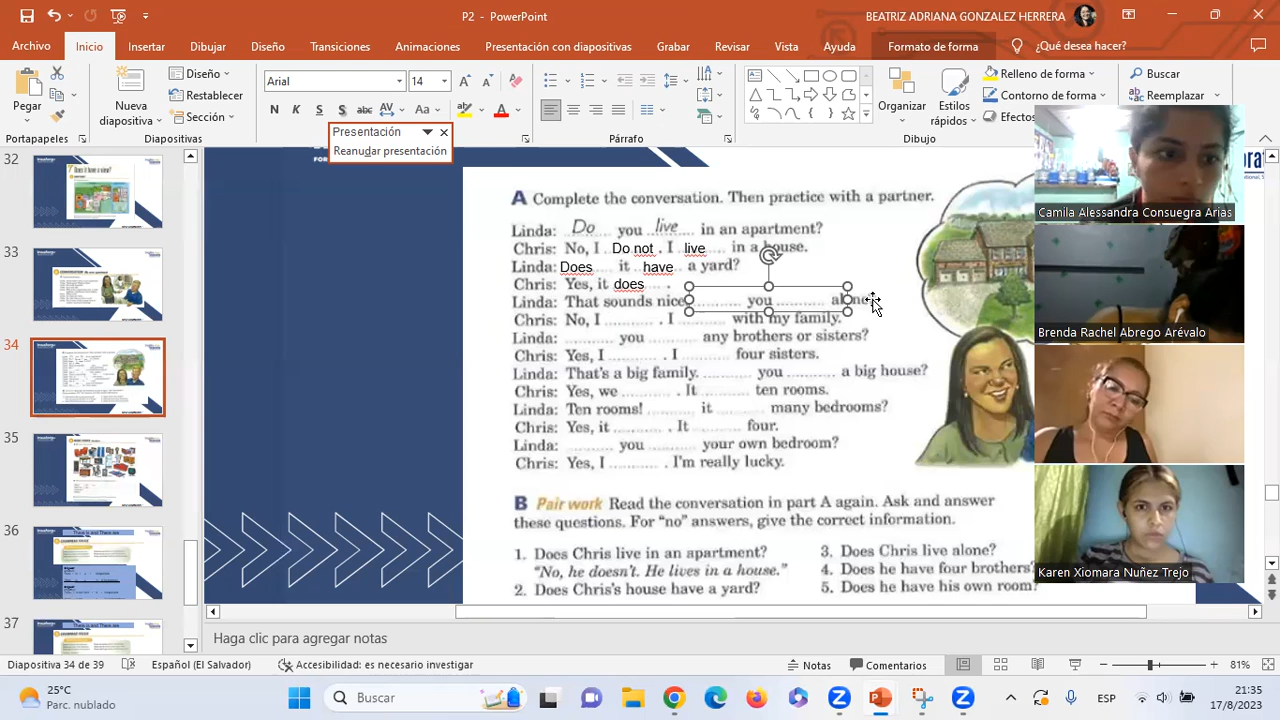 P2 - PowerPoint
BEATRIZ ADRIANA GONZALEZ HERRERA
Archivo Inicio Insertar Dibujar Diseño Transiciones Animaciones Presentación con diapositivas Grabar Revisar Vista Ayuda Formato de forma ¿Qué desea hacer?
Pegar
Nueva diapositiva
Diseño
Restablecer
Sección
Arial 14
N K S S abc AV Aa A
Organizar
Estilos rápidos
Relleno de forma
Contorno de forma
Efectos
Buscar
Reemplazar
Portapapeles Diapositivas Párrafo Dibujo
Presentación
Reanudar presentación
32
33
34
35
36
37
A Complete the conversation. Then practice with a partner.
Linda: Do you live in an apartment?
Chris: No, I Do not . I live in a house.
Linda: Does it have a yard?
Chris: Yes, it does .
Linda: That sounds nice. .......... you ..........
Chris: No, I .......... . I .......... with my family.
Linda: .......... you .......... any brothers or sisters?
Chris: Yes, I .......... . I .......... four sisters.
Linda: That's a big family. .......... you .......... a big house?
Chris: Yes, we .......... . It .......... ten rooms.
Linda: Ten rooms! .......... it .......... many bedrooms?
Chris: Yes, it .......... . It .......... four.
Linda: .......... you .......... your own bedroom?
Chris: Yes, I .......... . I'm really lucky.
B Pair work Read the conversation in part A again. Ask and answer
these questions. For "no" answers, give the correct information.
1. Does Chris live in an apartment?
"No, he doesn't. He lives in a house."
2. Does Chris's house have a yard?
3. Does Chris live alone?
4. Does he have four brothers?
5. Does he have his own room?
Camila Alessandra Consuegra Arias
Brenda Rachel Abrego Arévalo
Karen Xiomara Nuñez Trejo
Haga clic para agregar notas
Diapositiva 34 de 39 Español (El Salvador) Accesibilidad: es necesario investigar Notas Comentarios 81%
25°C
Parc. nublado
Buscar
ESP
21:35
17/8/2023